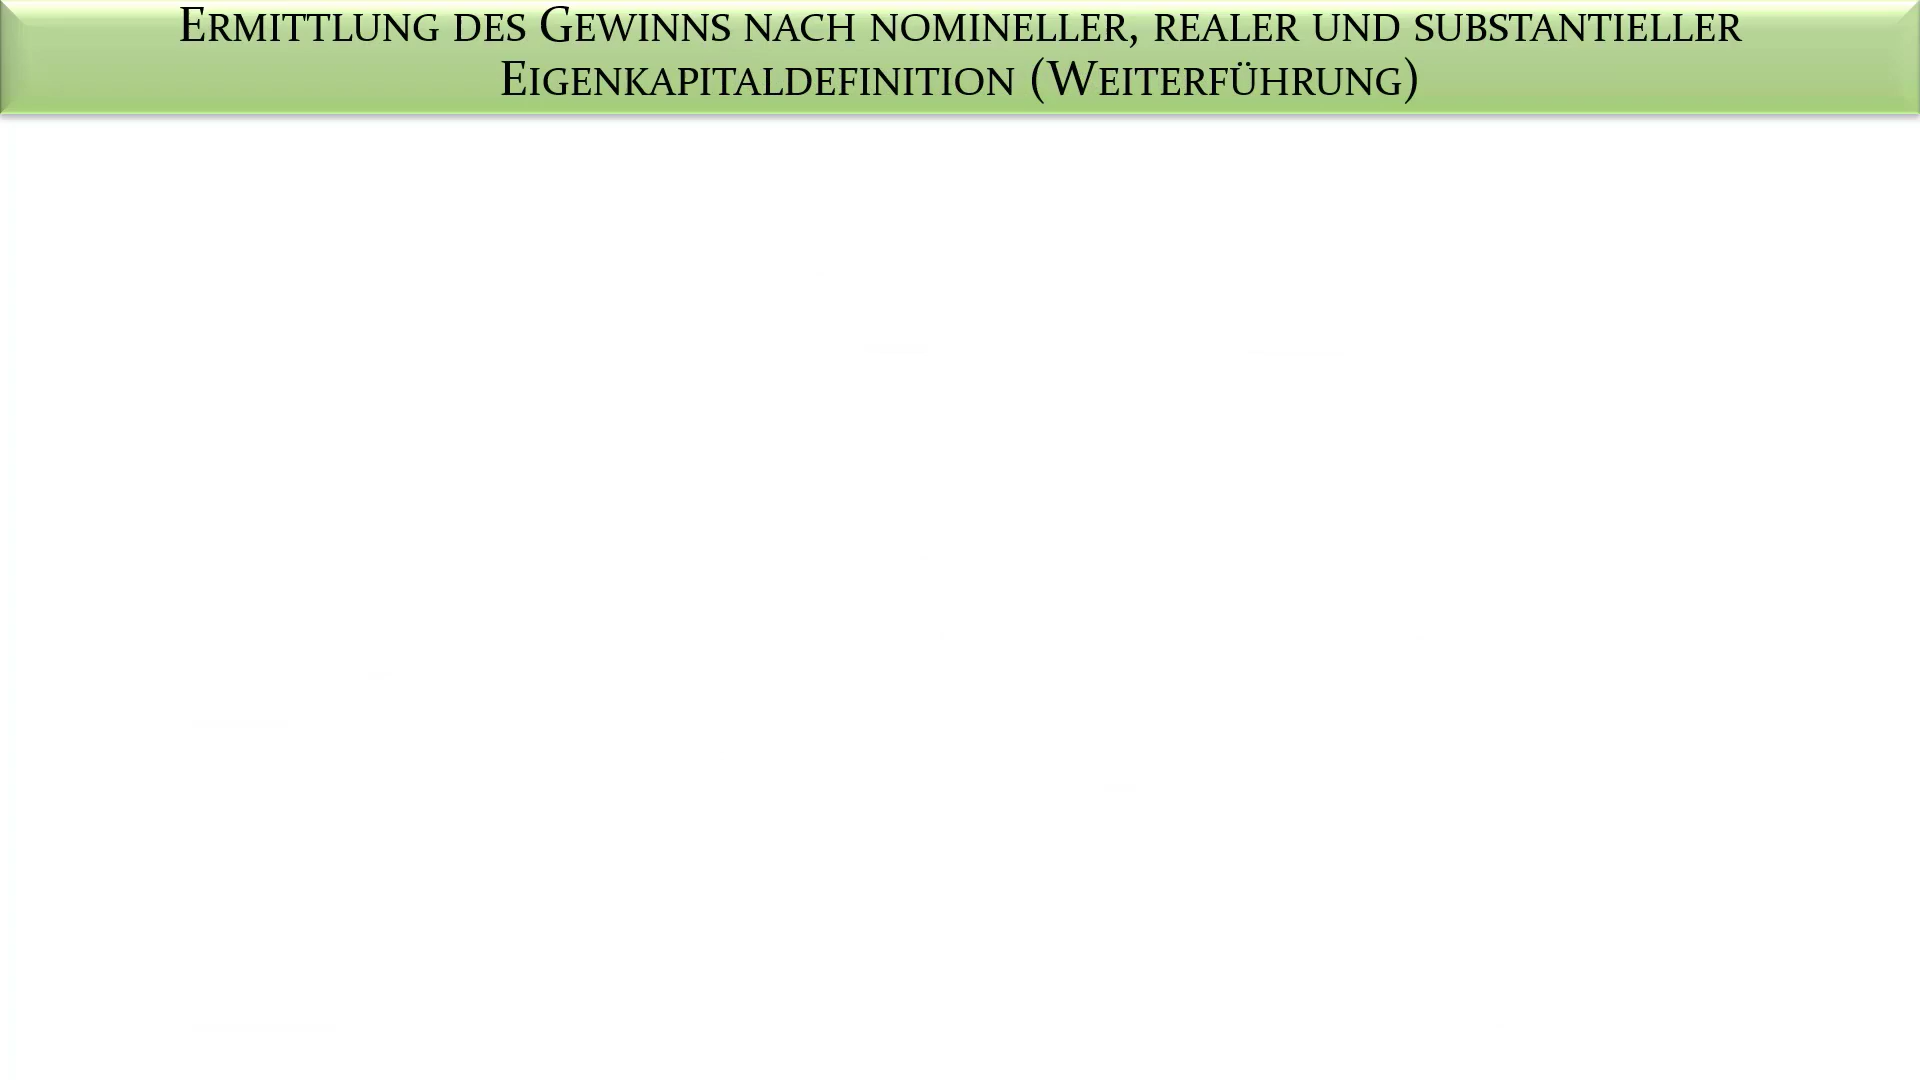 Ermittlung des Gewinns nach nomineller, realer und substantieller
Eigenkapitaldefinition (Weiterführung)